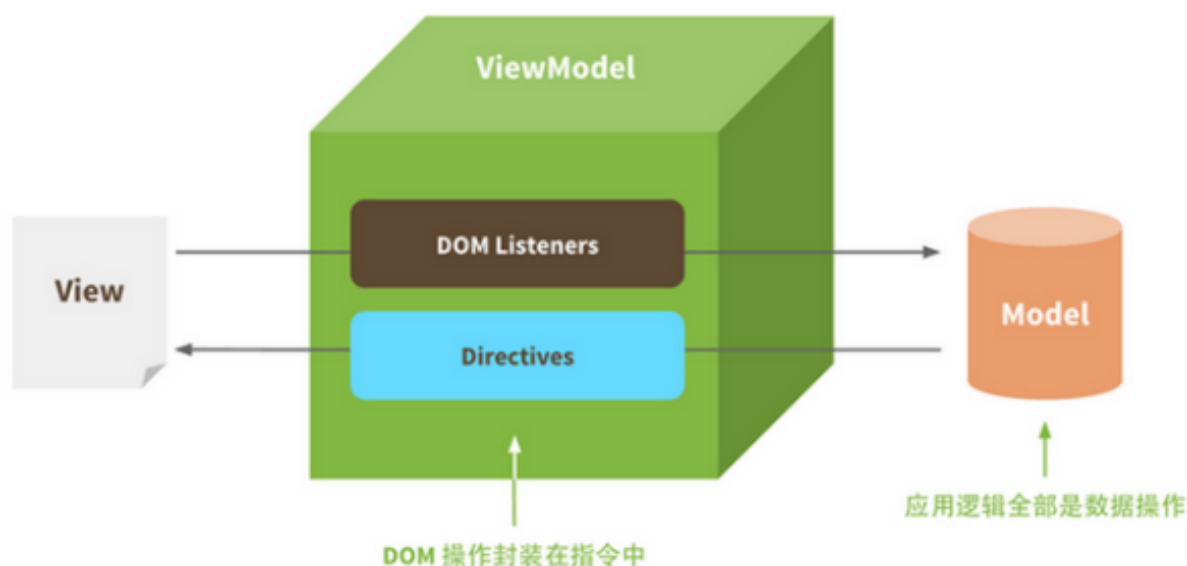 ViewModel
DOM Listeners
View
Model
Directives
应用逻辑全部是数据操作
DOM 操作封装在指令中